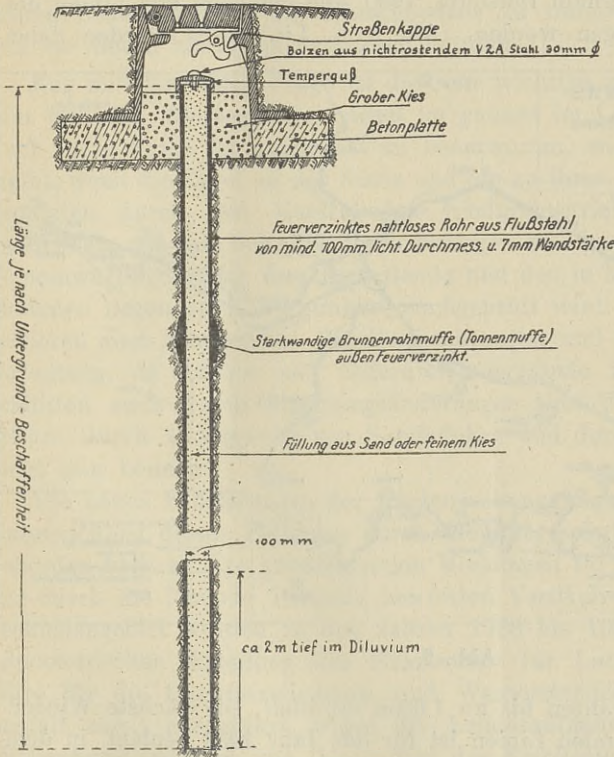 Straßenkappe
Bolzen aus nichtrostendem V2A Stahl 30mm ϕ
Temperguß
Grober Kies
Betonplatte
Feuerverzinktes nahtloses Rohr aus Flußstahl
von mind. 100mm. licht. Durchmess. u. 7mm Wandstärke
Länge je nach Untergrund - Beschaffenheit
Starkwandige Brunnenrohrmuffe (Tonnenmuffe)
außen Feuerverzinkt.
Füllung aus Sand oder feinem Kies
100 mm
ca 2m tief im Diluvium